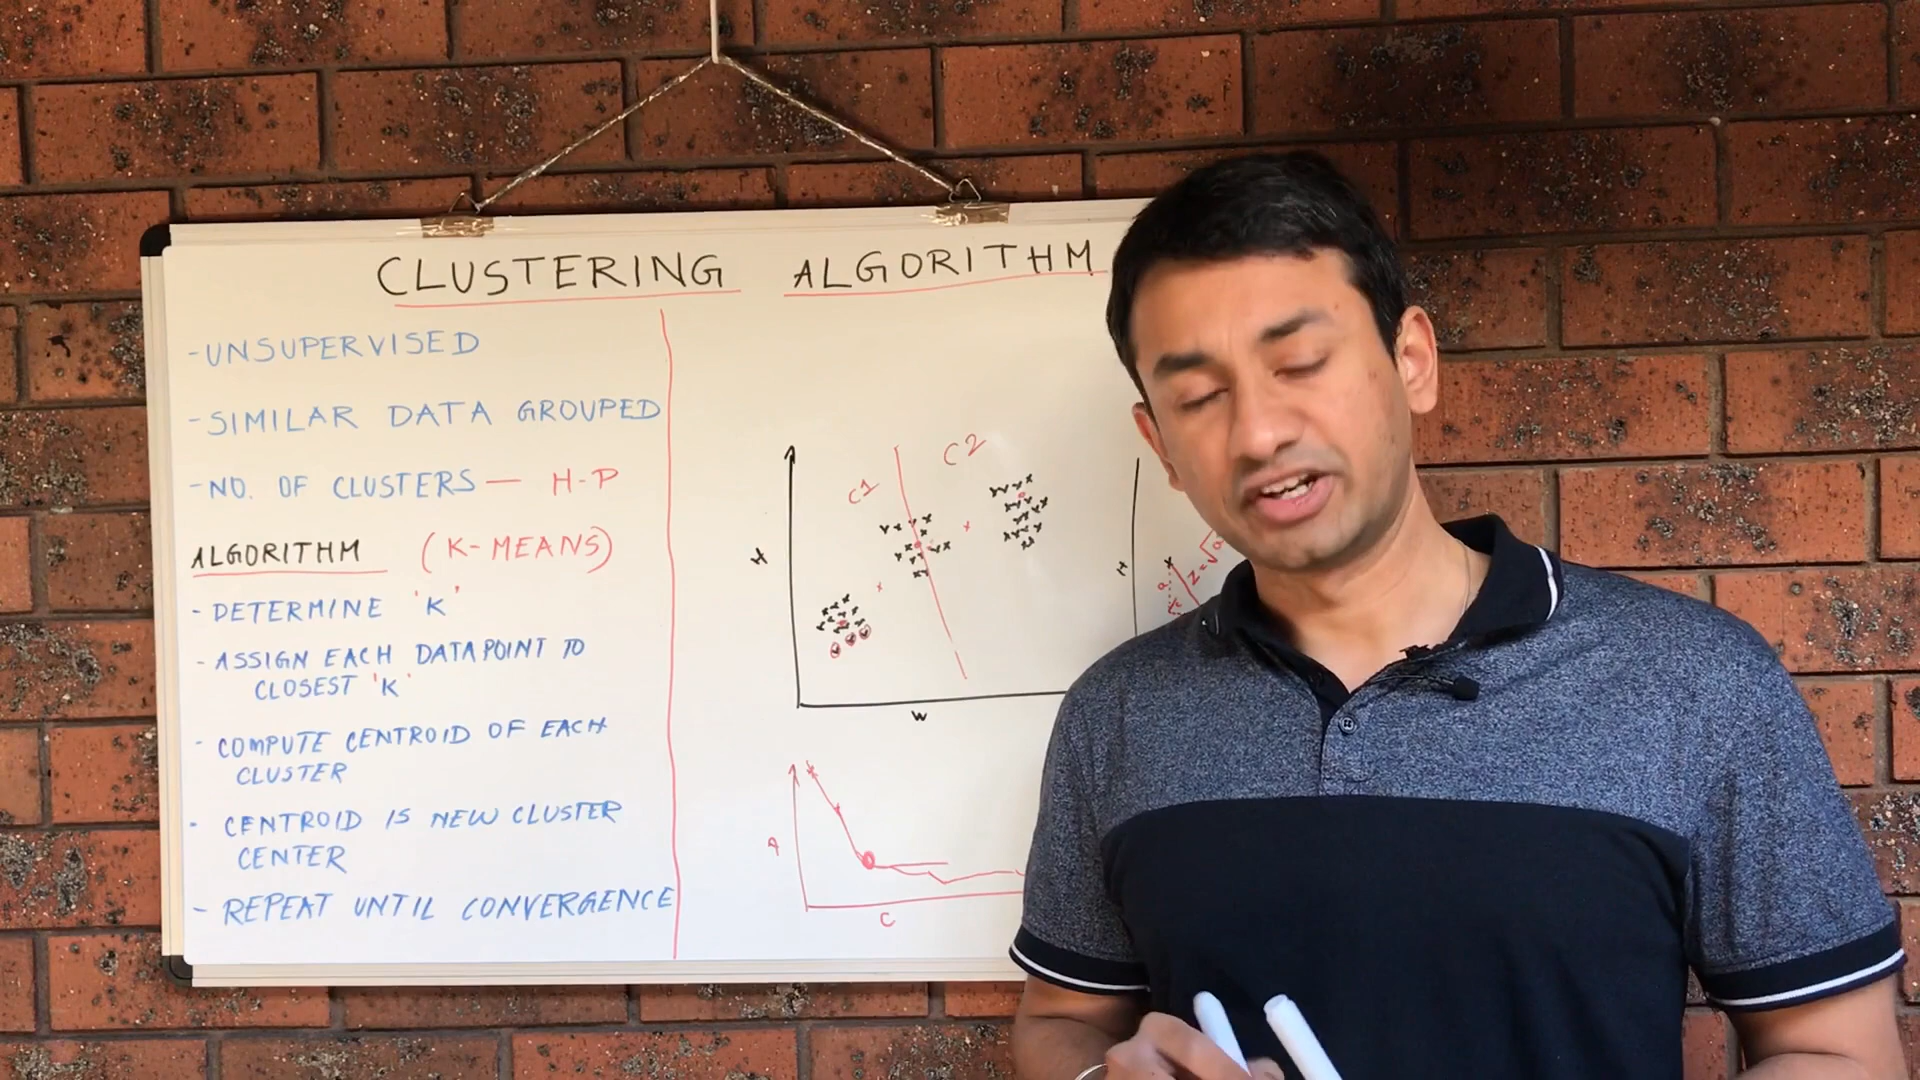 CLUSTERING ALGORITHM
-UNSUPERVISED
-SIMILAR DATA GROUPED
-NO. OF CLUSTERS — H-P
ALGORITHM (K-MEANS)
- DETERMINE 'K'
- ASSIGN EACH DATAPOINT TO
CLOSEST 'K'
- COMPUTE CENTROID OF EACH
CLUSTER
- CENTROID IS NEW CLUSTER
CENTER
- REPEAT UNTIL CONVERGENCE
C1 C2
H
W
H
a
Z=√a
A
C